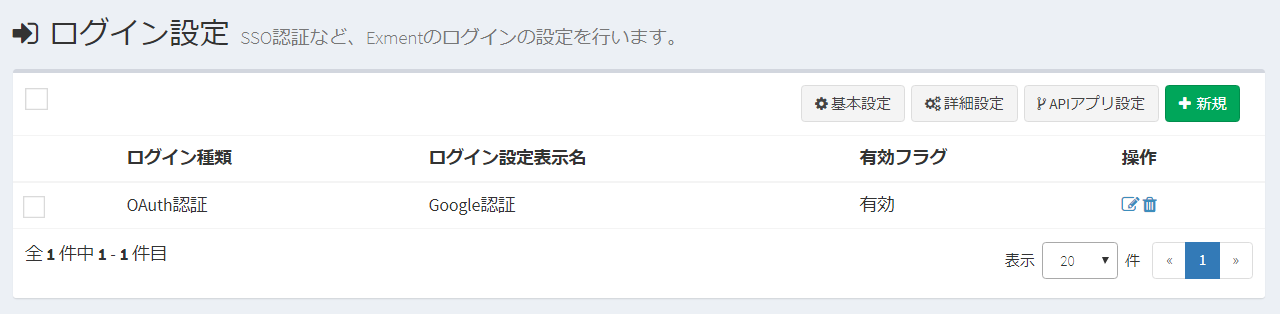 ログイン設定 SSO認証など、Exmentのログインの設定を行います。
基本設定 詳細設定 APIアプリ設定 新規
ログイン種類 ログイン設定表示名 有効フラグ 操作
OAuth認証 Google認証 有効
全 1 件中 1 - 1 件目
表示 20 件 « 1 »